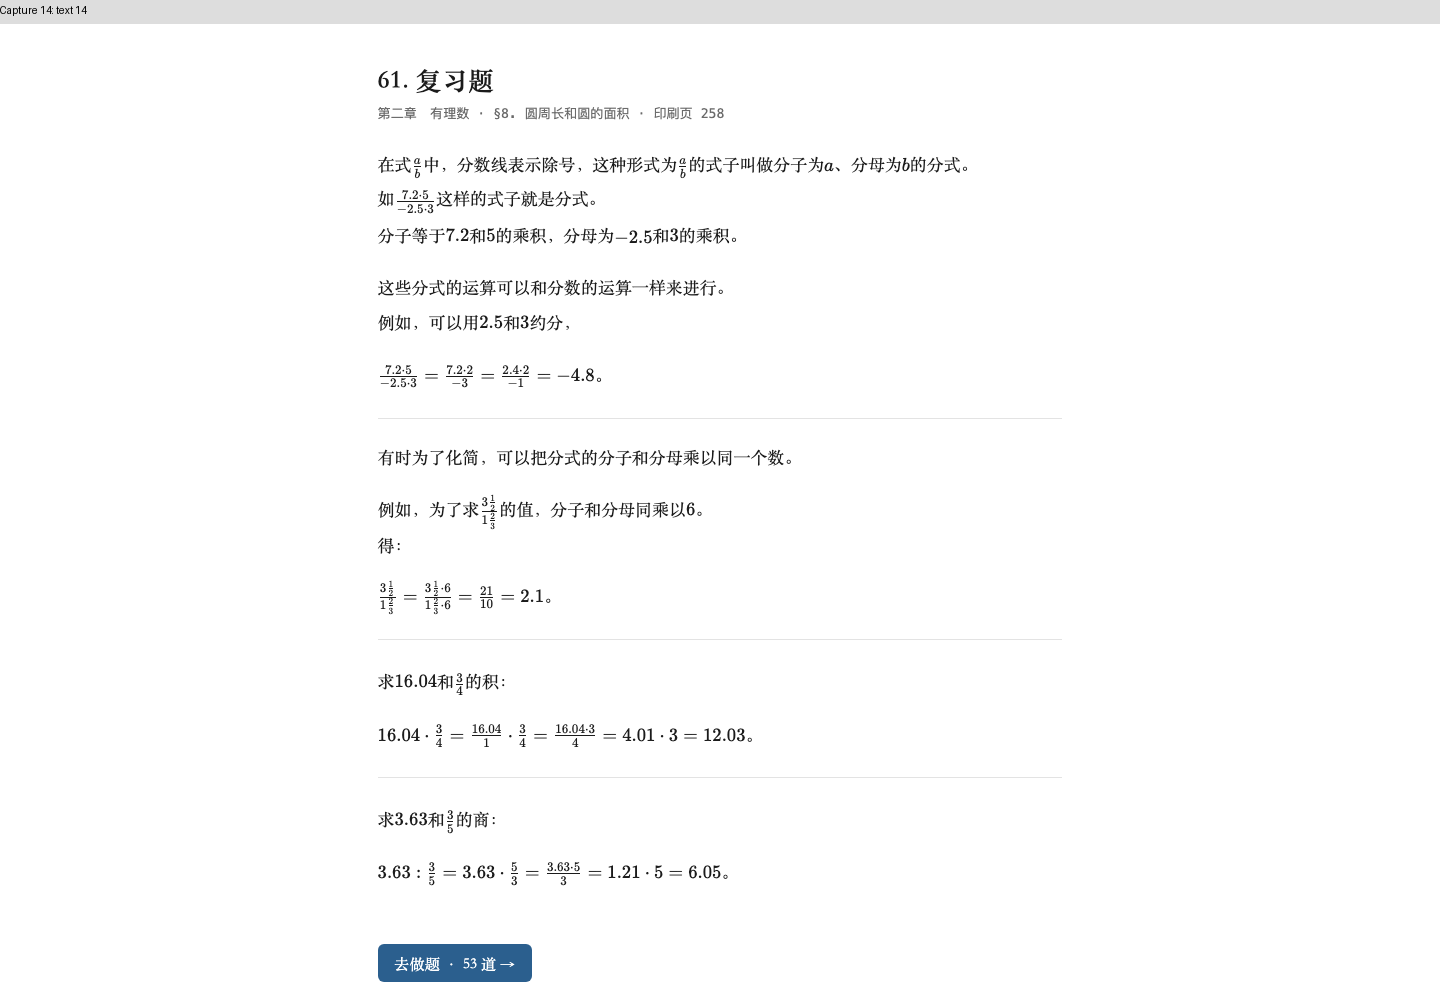 Capture 14: text 14
61. 复习题
第二章 有理数 · §8. 圆周长和圆的面积 · 印刷页 258
在式a/b中，分数线表示除号，这种形式为a/b的式子叫做分子为a、分母为b的分式。
如7.2·5/−2.5·3这样的式子就是分式。
分子等于7.2和5的乘积，分母为−2.5和3的乘积。
这些分式的运算可以和分数的运算一样来进行。
例如，可以用2.5和3约分，
7.2·5/−2.5·3 = 7.2·2/−3 = 2.4·2/−1 = −4.8。
有时为了化简，可以把分式的分子和分母乘以同一个数。
例如，为了求3 1/2 / 1 2/3的值，分子和分母同乘以6。
得：
3 1/2 / 1 2/3 = 3 1/2·6 / 1 2/3·6 = 21/10 = 2.1。
求16.04和3/4的积：
16.04 · 3/4 = 16.04/1 · 3/4 = 16.04·3/4 = 4.01 · 3 = 12.03。
求3.63和3/5的商：
3.63 : 3/5 = 3.63 · 5/3 = 3.63·5/3 = 1.21 · 5 = 6.05。
去做题 · 53 道 →